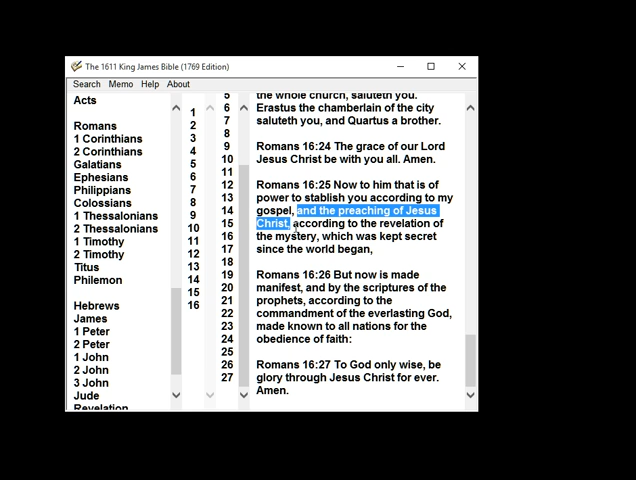 The 1611 King James Bible (1769 Edition)
Search Memo Help About
Acts
Romans
1 Corinthians
2 Corinthians
Galatians
Ephesians
Philippians
Colossians
1 Thessalonians
2 Thessalonians
1 Timothy
2 Timothy
Titus
Philemon
Hebrews
James
1 Peter
2 Peter
1 John
2 John
3 John
Jude
Revelation
1
2
3
4
5
6
7
8
9
10
11
12
13
14
15
16
5
6
7
8
9
10
11
12
13
14
15
16
17
18
19
20
21
22
23
24
25
26
27
the whole church, saluteth you.
Erastus the chamberlain of the city
saluteth you, and Quartus a brother.
Romans 16:24 The grace of our Lord
Jesus Christ be with you all. Amen.
Romans 16:25 Now to him that is of
power to stablish you according to my
gospel, and the preaching of Jesus
Christ, according to the revelation of
the mystery, which was kept secret
since the world began,
Romans 16:26 But now is made
manifest, and by the scriptures of the
prophets, according to the
commandment of the everlasting God,
made known to all nations for the
obedience of faith:
Romans 16:27 To God only wise, be
glory through Jesus Christ for ever.
Amen.